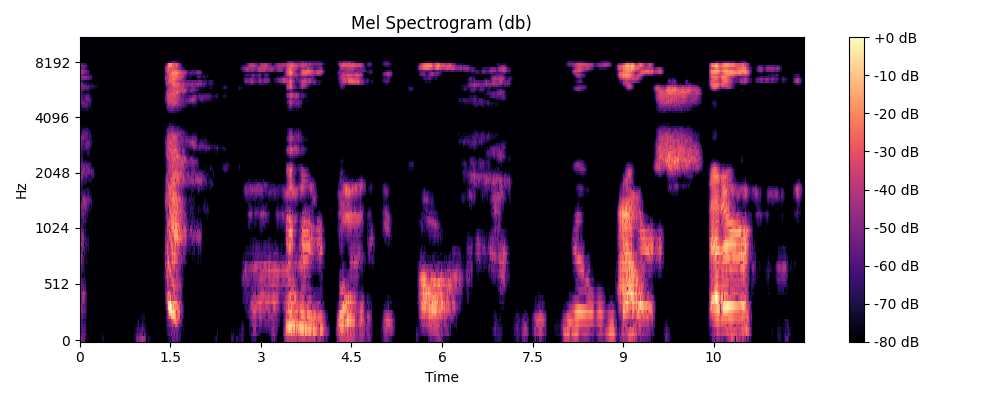 Mel Spectrogram (db)
8192
4096
2048
1024
512
0
Hz
0
1.5
3
4.5
6
7.5
9
10
Time
+0 dB
-10 dB
-20 dB
-30 dB
-40 dB
-50 dB
-60 dB
-70 dB
-80 dB